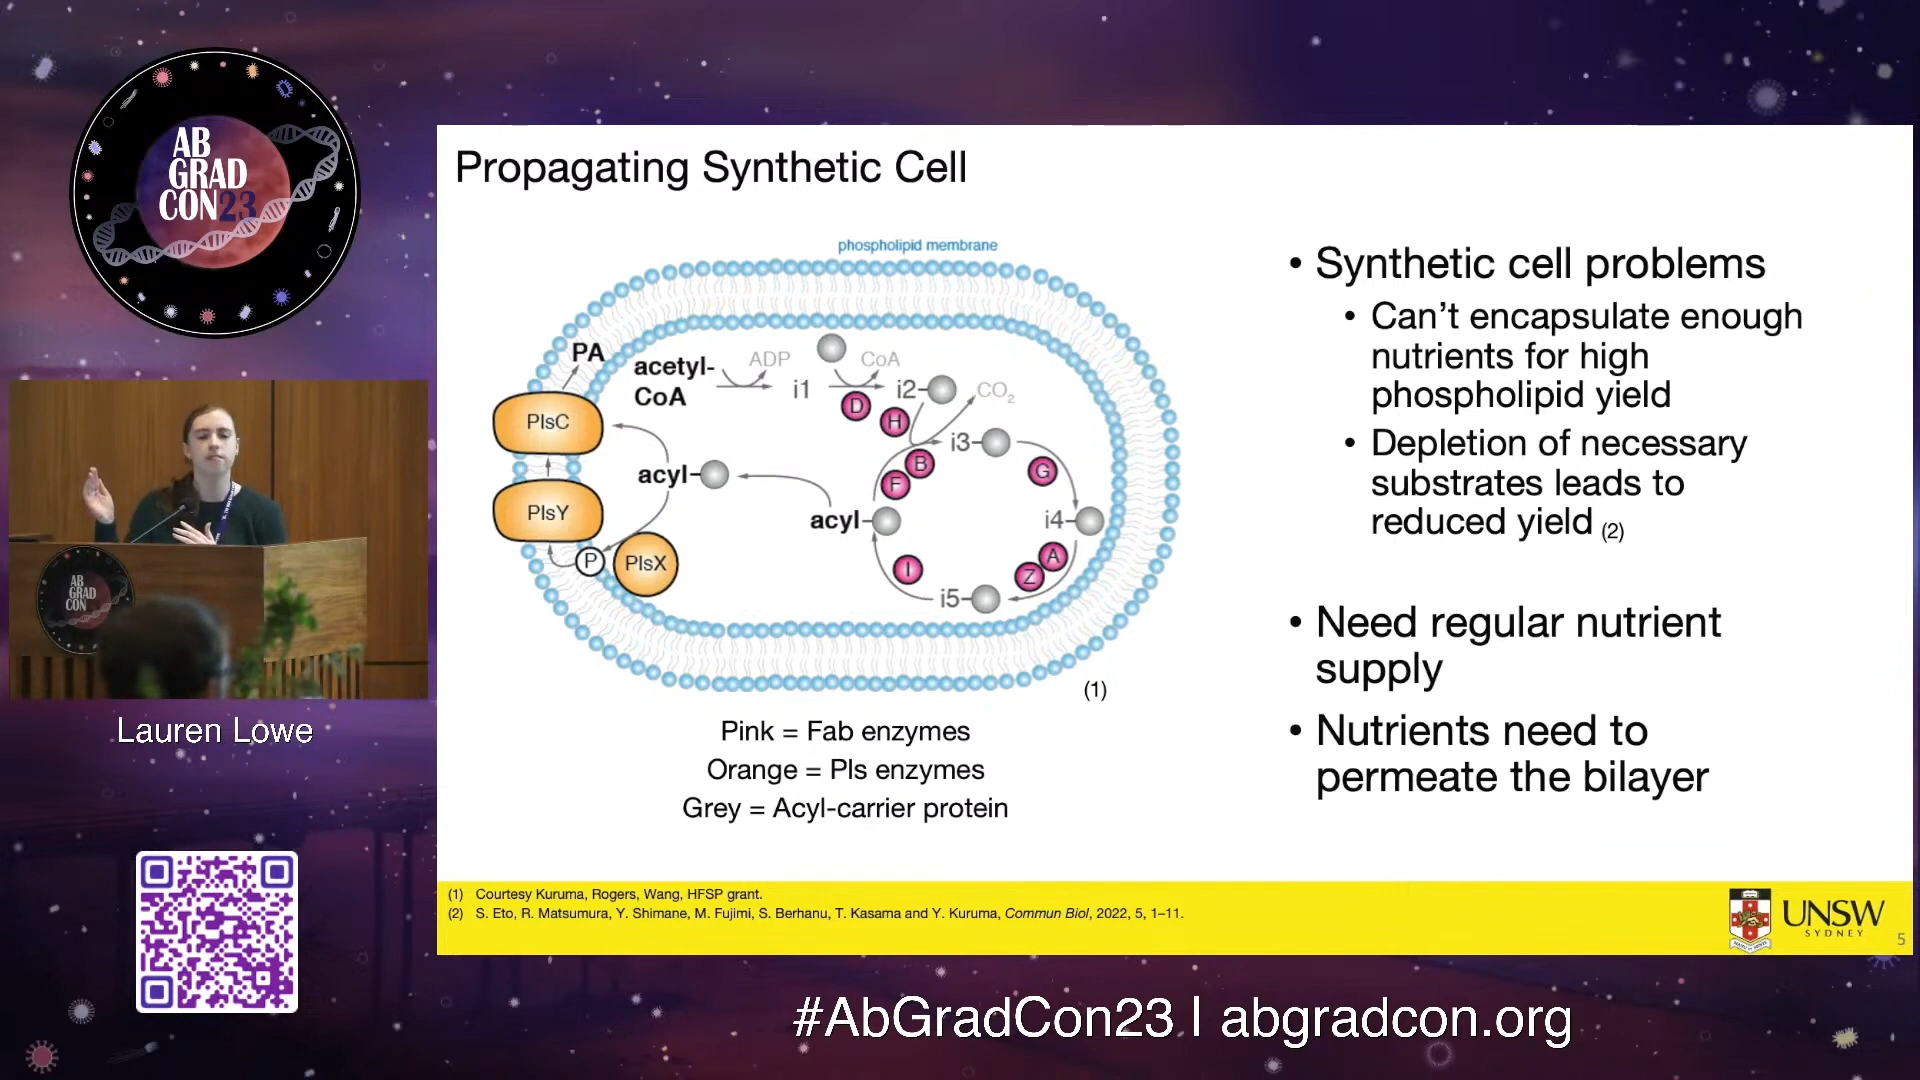 AB
GRAD
CON23
Propagating Synthetic Cell
phospholipid membrane
PA
acetyl-
CoA
ADP
i1
CoA
i2
CO2
D
H
i3
B
F
G
PlsC
acyl
acyl
i4
PlsY
P
PlsX
I
A
Z
i5
(1)
Pink = Fab enzymes
Orange = Pls enzymes
Grey = Acyl-carrier protein
• Synthetic cell problems
• Can’t encapsulate enough
nutrients for high
phospholipid yield
• Depletion of necessary
substrates leads to
reduced yield (2)
• Need regular nutrient
supply
• Nutrients need to
permeate the bilayer
(1) Courtesy Kuruma, Rogers, Wang, HFSP grant.
(2) S. Eto, R. Matsumura, Y. Shimane, M. Fujimi, S. Berhanu, T. Kasama and Y. Kuruma, Commun Biol, 2022, 5, 1–11.
UNSW
SYDNEY
5
AB
GRAD
CON
Lauren Lowe
#AbGradCon23 | abgradcon.org